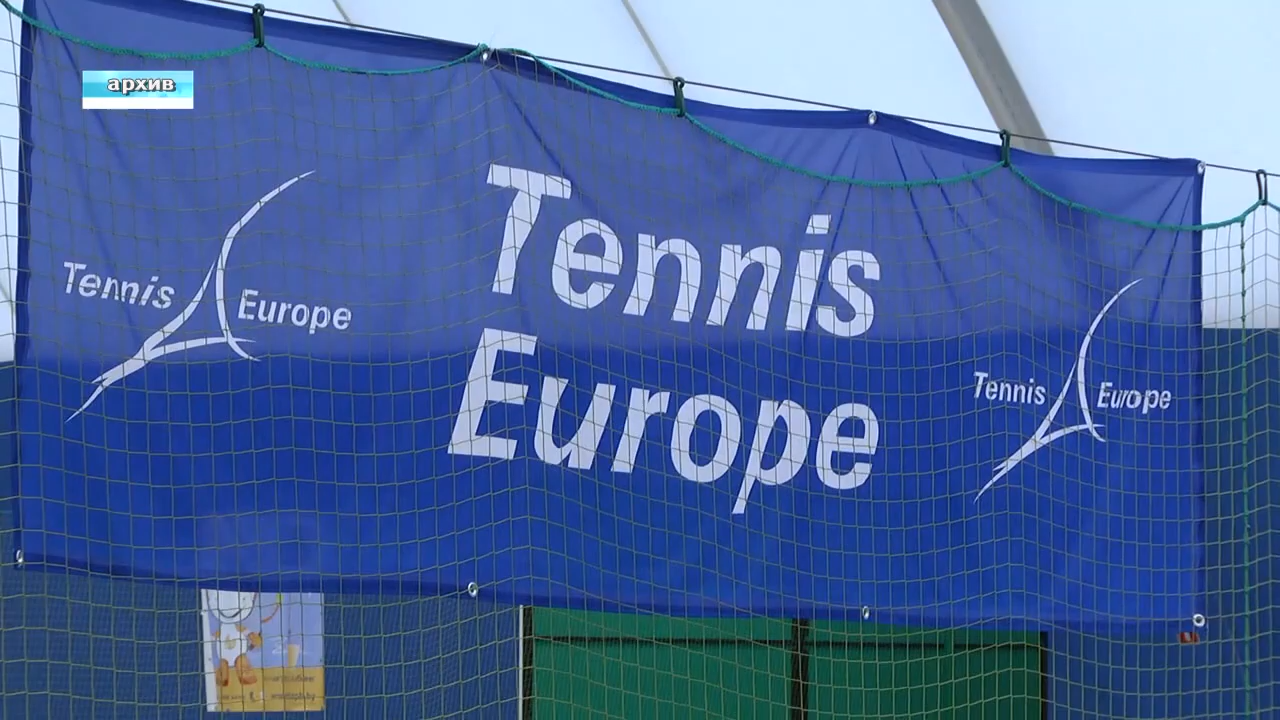 архив
Tennis
Europe
Tennis Europe
Tennis Europe